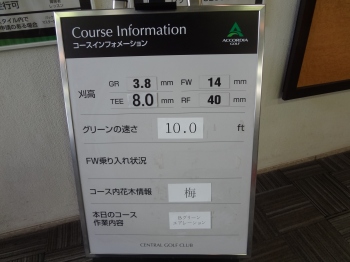 行可
Course Information
コースインフォメーション
ACCORDIA
GOLF
刈高
GR 3.8 mm FW 14 mm
TEE 8.0 mm RF 40 mm
グリーンの速さ 10.0 ft
FW乗り入れ状況
コース内花木情報 梅
本日のコース
作業内容
CENTRAL GOLF CLUB